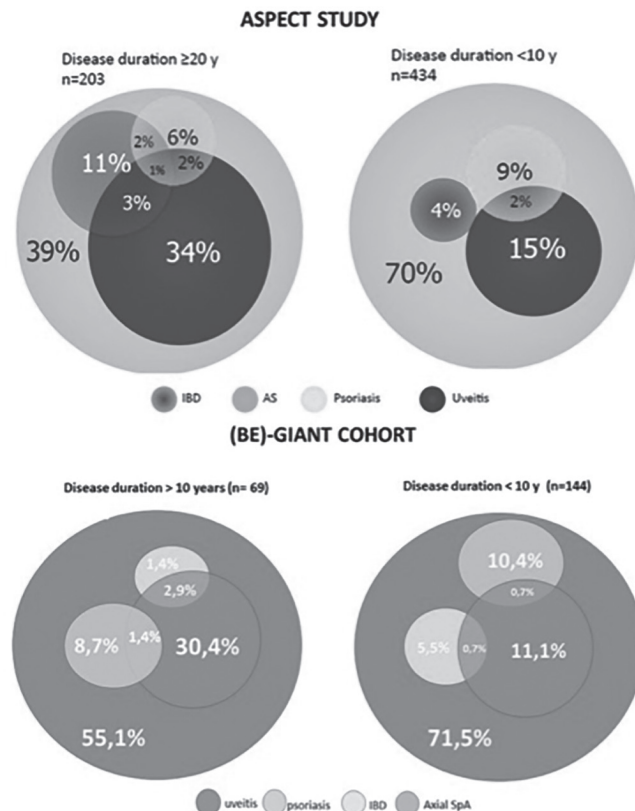 ASPECT STUDY
Disease duration ≥20 y
n=203
Disease duration <10 y
n=434
2%
6%
11%
1%
2%
3%
39%
34%
9%
4%
2%
15%
70%
IBD
AS
Psoriasis
Uveitis
(BE)-GIANT COHORT
Disease duration > 10 years (n= 69)
Disease duration < 10 y (n=144)
1,4%
2,9%
8,7%
1,4%
30,4%
55,1%
10,4%
0,7%
5,5%
0,7%
11,1%
71,5%
uveitis
psoriasis
IBD
Axial SpA